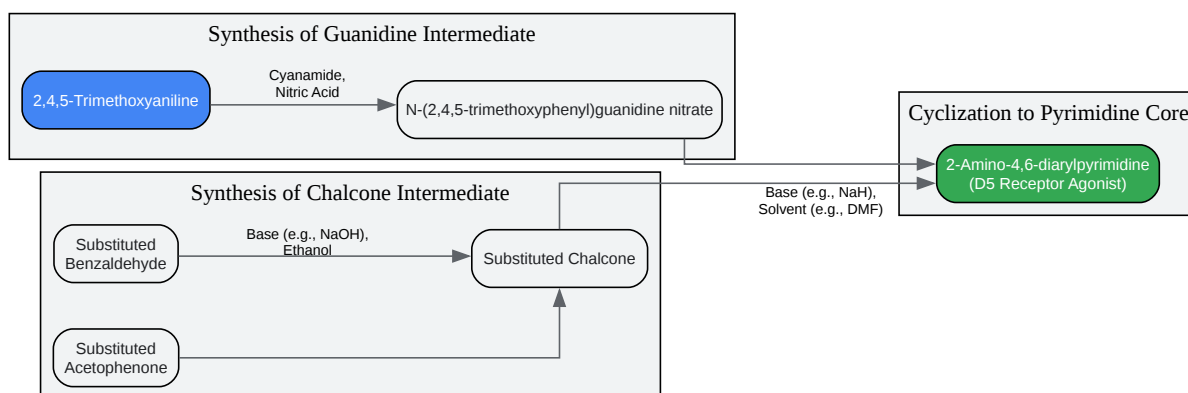 Synthesis of Guanidine Intermediate
2,4,5-Trimethoxyaniline
Cyanamide,
Nitric Acid
N-(2,4,5-trimethoxyphenyl)guanidine nitrate
Synthesis of Chalcone Intermediate
Substituted
Benzaldehyde
Base (e.g., NaOH),
Ethanol
Substituted Chalcone
Substituted
Acetophenone
Base (e.g., NaH),
Solvent (e.g., DMF)
Cyclization to Pyrimidine Core
2-Amino-4,6-diarylpyrimidine
(D5 Receptor Agonist)